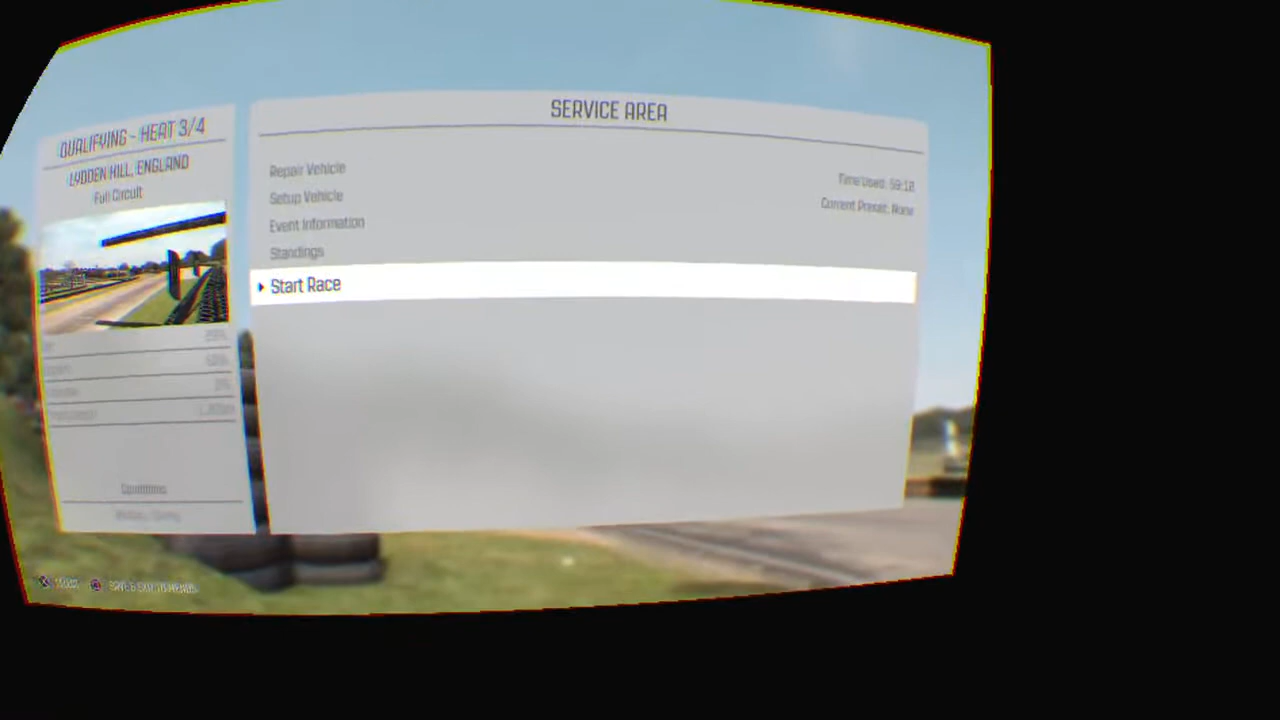 QUALIFYING - HEAT 3/4
LYDDEN HILL, ENGLAND
Full Circuit
Conditions
SERVICE AREA
Repair Vehicle
Time Used: 59:10
Setup Vehicle
Current Preset: None
Event Information
Standings
Start Race